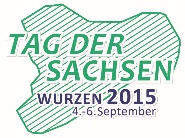 TAG DER
SACHSEN
WURZEN 2015
4.-6. September